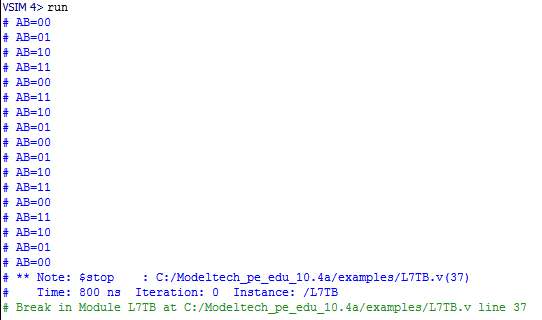 VSIM 4> run
# AB=00
# AB=01
# AB=10
# AB=11
# AB=00
# AB=11
# AB=10
# AB=01
# AB=00
# AB=01
# AB=10
# AB=11
# AB=00
# AB=11
# AB=10
# AB=01
# AB=00
# ** Note: $stop    : C:/Modeltech_pe_edu_10.4a/examples/L7TB.v(37)
#    Time: 800 ns  Iteration: 0  Instance: /L7TB
# Break in Module L7TB at C:/Modeltech_pe_edu_10.4a/examples/L7TB.v line 37